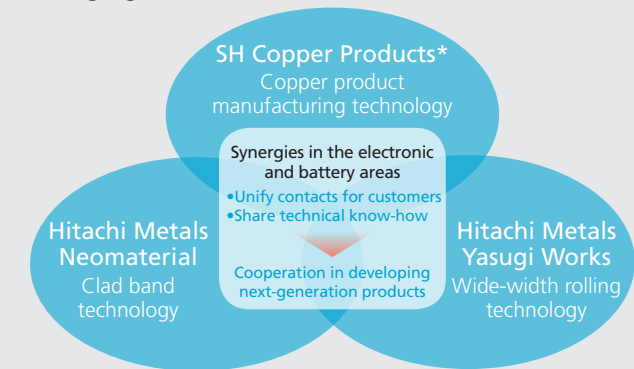 SH Copper Products*
Copper product
manufacturing technology
Synergies in the electronic
and battery areas
•Unify contacts for customers
•Share technical know-how
Cooperation in developing
next-generation products
Hitachi Metals
Neomaterial
Clad band
technology
Hitachi Metals
Yasugi Works
Wide-width rolling
technology